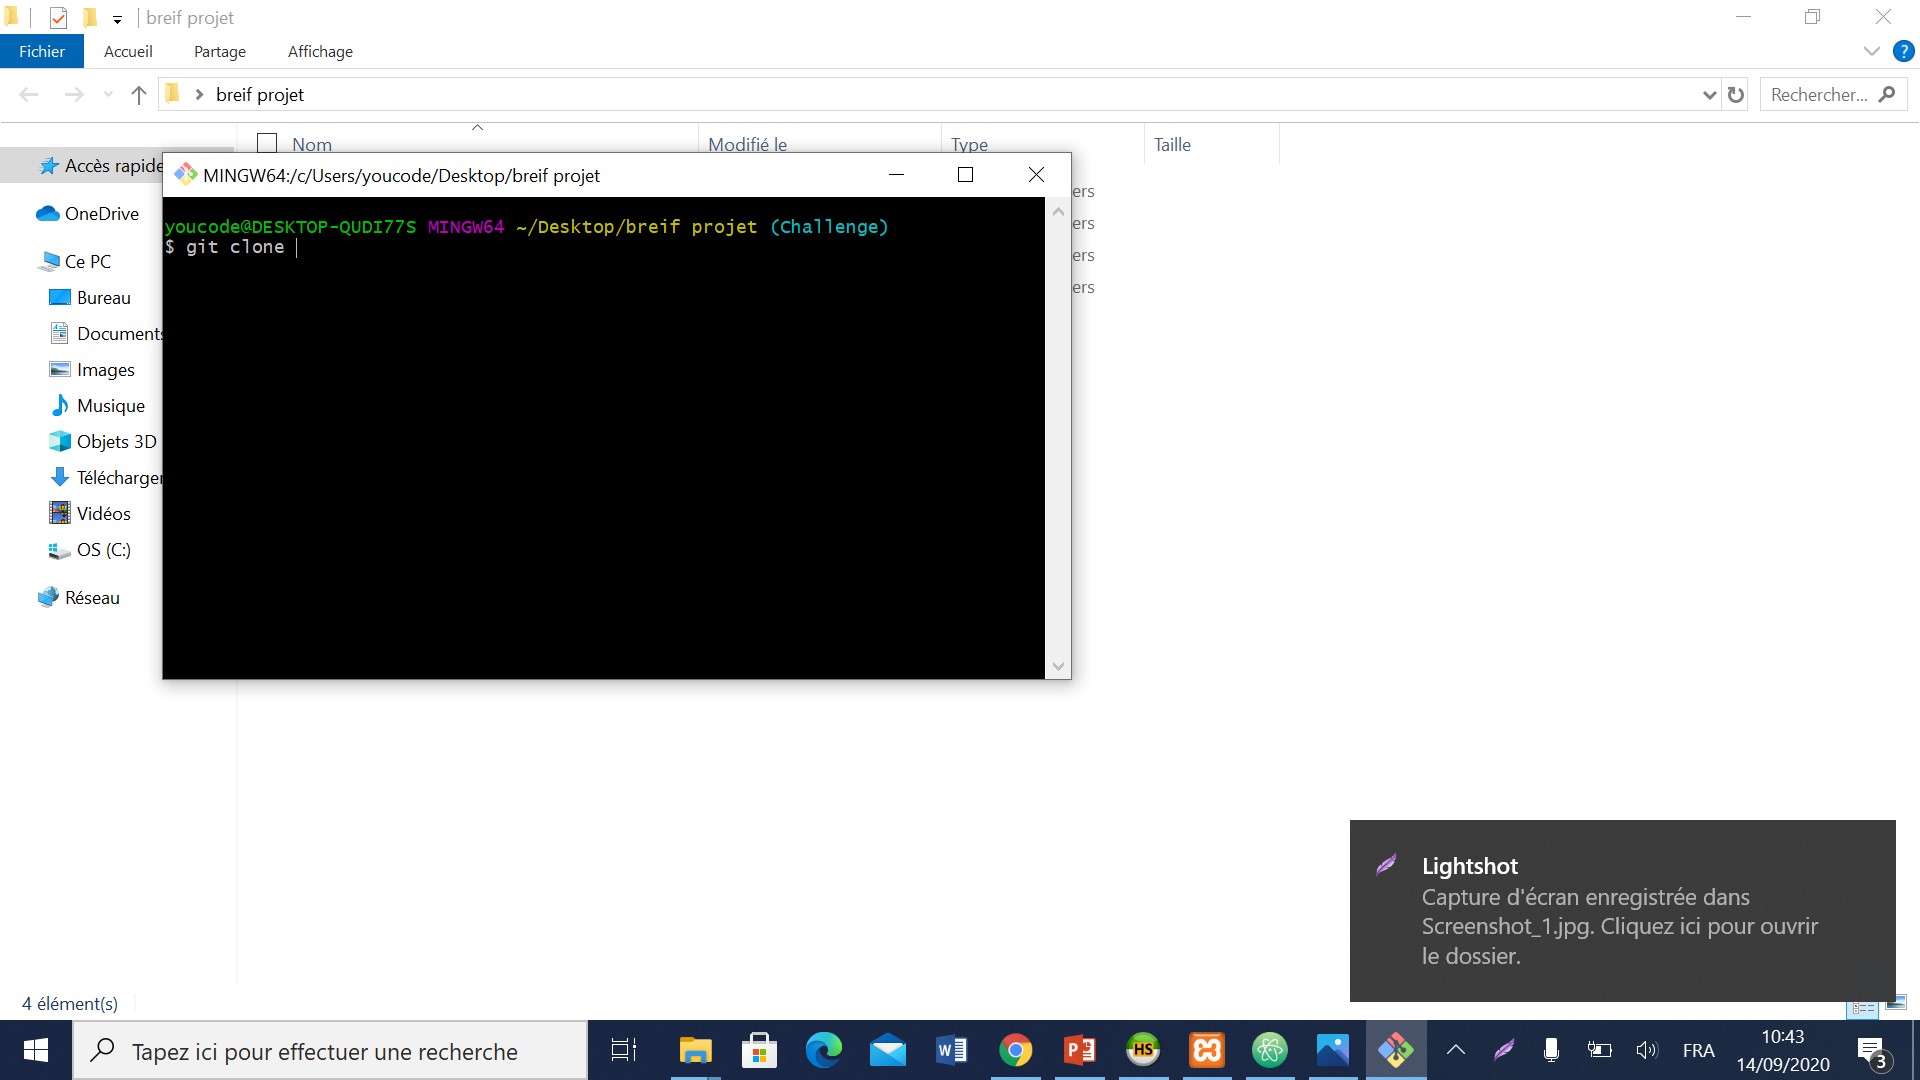 breif projet
Fichier Accueil Partage Affichage
breif projet
Rechercher...
Nom Modifié le Type Taille
Accès rapide
OneDrive
Ce PC
Bureau
Documents
Images
Musique
Objets 3D
Vidéos
OS (C:)
Réseau
MINGW64:/c/Users/youcode/Desktop/breif projet
youcode@DESKTOP-QUDI77S MINGW64 ~/Desktop/breif projet (Challenge)
$ git clone
ers
ers
ers
ers
Lightshot
Capture d'écran enregistrée dans
Screenshot_1.jpg. Cliquez ici pour ouvrir
le dossier.
4 élément(s)
Tapez ici pour effectuer une recherche
HS
FRA
10:43
14/09/2020
3